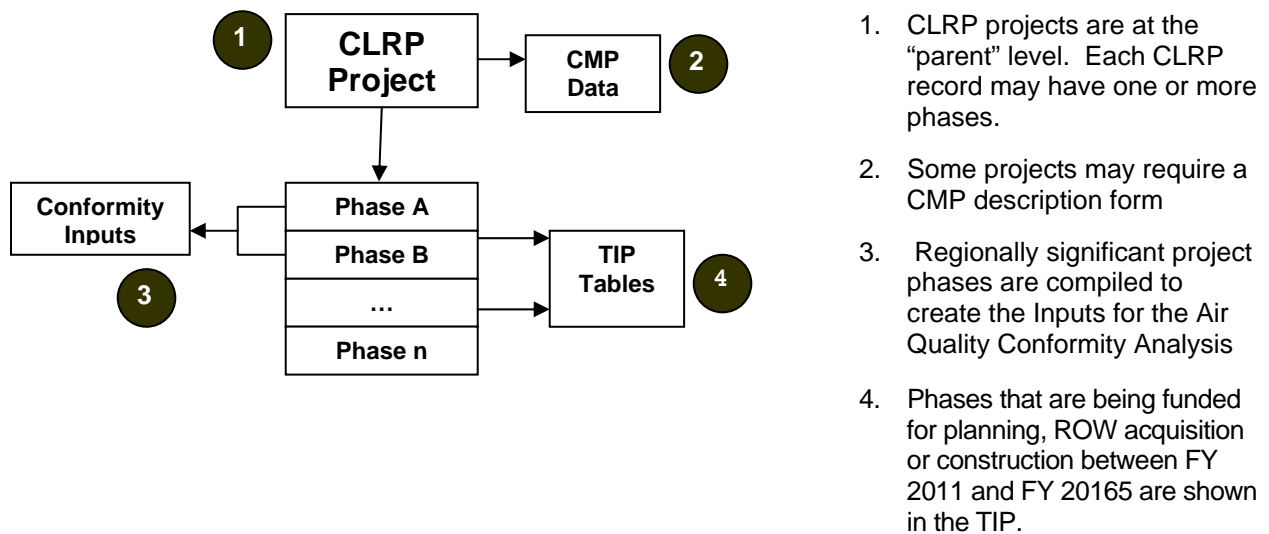 1
CLRP
Project
CMP
Data
2
Conformity
Inputs
3
Phase A
Phase B
...
Phase n
TIP
Tables
4
1. CLRP projects are at the
“parent” level. Each CLRP
record may have one or more
phases.
2. Some projects may require a
CMP description form
3. Regionally significant project
phases are compiled to
create the Inputs for the Air
Quality Conformity Analysis
4. Phases that are being funded
for planning, ROW acquisition
or construction between FY
2011 and FY 20165 are shown
in the TIP.